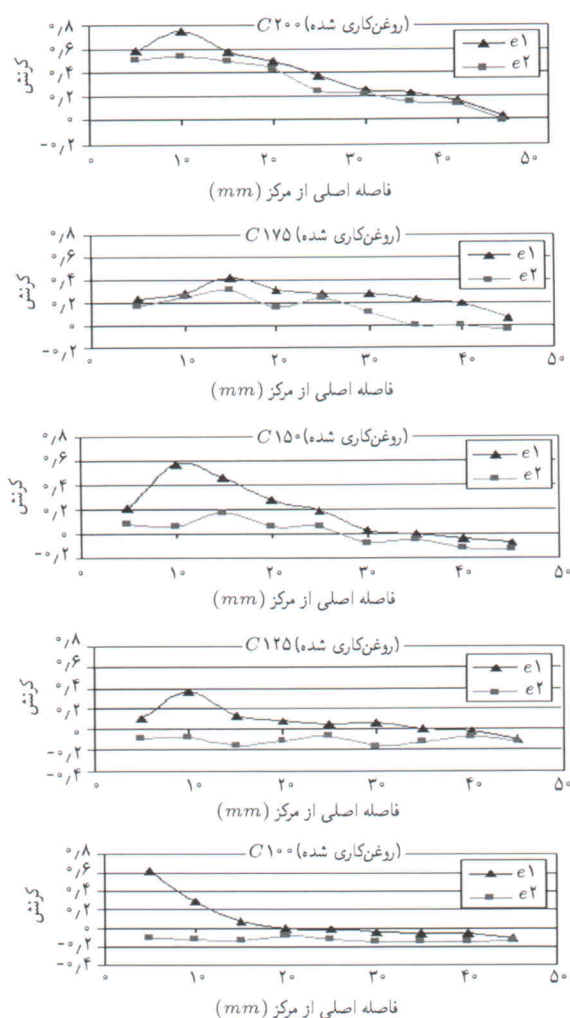 C۲۰۰ (روغن‌کاری شده)
کرنش
۰٫۸
۰٫۶
۰٫۴
۰٫۲
۰
-۰٫۲
e۱
e۲
۰ ۱۰ ۲۰ ۳۰ ۴۰ ۵۰
فاصله اصلی از مرکز (mm)
C۱۷۵ (روغن‌کاری شده)
کرنش
۰٫۸
۰٫۶
۰٫۴
۰٫۲
۰
-۰٫۲
e۱
e۲
۰ ۱۰ ۲۰ ۳۰ ۴۰ ۵۰
فاصله اصلی از مرکز (mm)
C۱۵۰ (روغن‌کاری شده)
کرنش
۰٫۸
۰٫۶
۰٫۴
۰٫۲
۰
-۰٫۲
e۱
e۲
۰ ۱۰ ۲۰ ۳۰ ۴۰ ۵۰
فاصله اصلی از مرکز (mm)
C۱۲۵ (روغن‌کاری شده)
کرنش
۰٫۸
۰٫۶
۰٫۴
۰٫۲
۰
-۰٫۲
-۰٫۴
e۱
e۲
۰ ۱۰ ۲۰ ۳۰ ۴۰ ۵۰
فاصله اصلی از مرکز (mm)
C۱۰۰ (روغن‌کاری شده)
کرنش
۰٫۸
۰٫۶
۰٫۴
۰٫۲
۰
-۰٫۲
-۰٫۴
e۱
e۲
۰ ۱۰ ۲۰ ۳۰ ۴۰ ۵۰
فاصله اصلی از مرکز (mm)